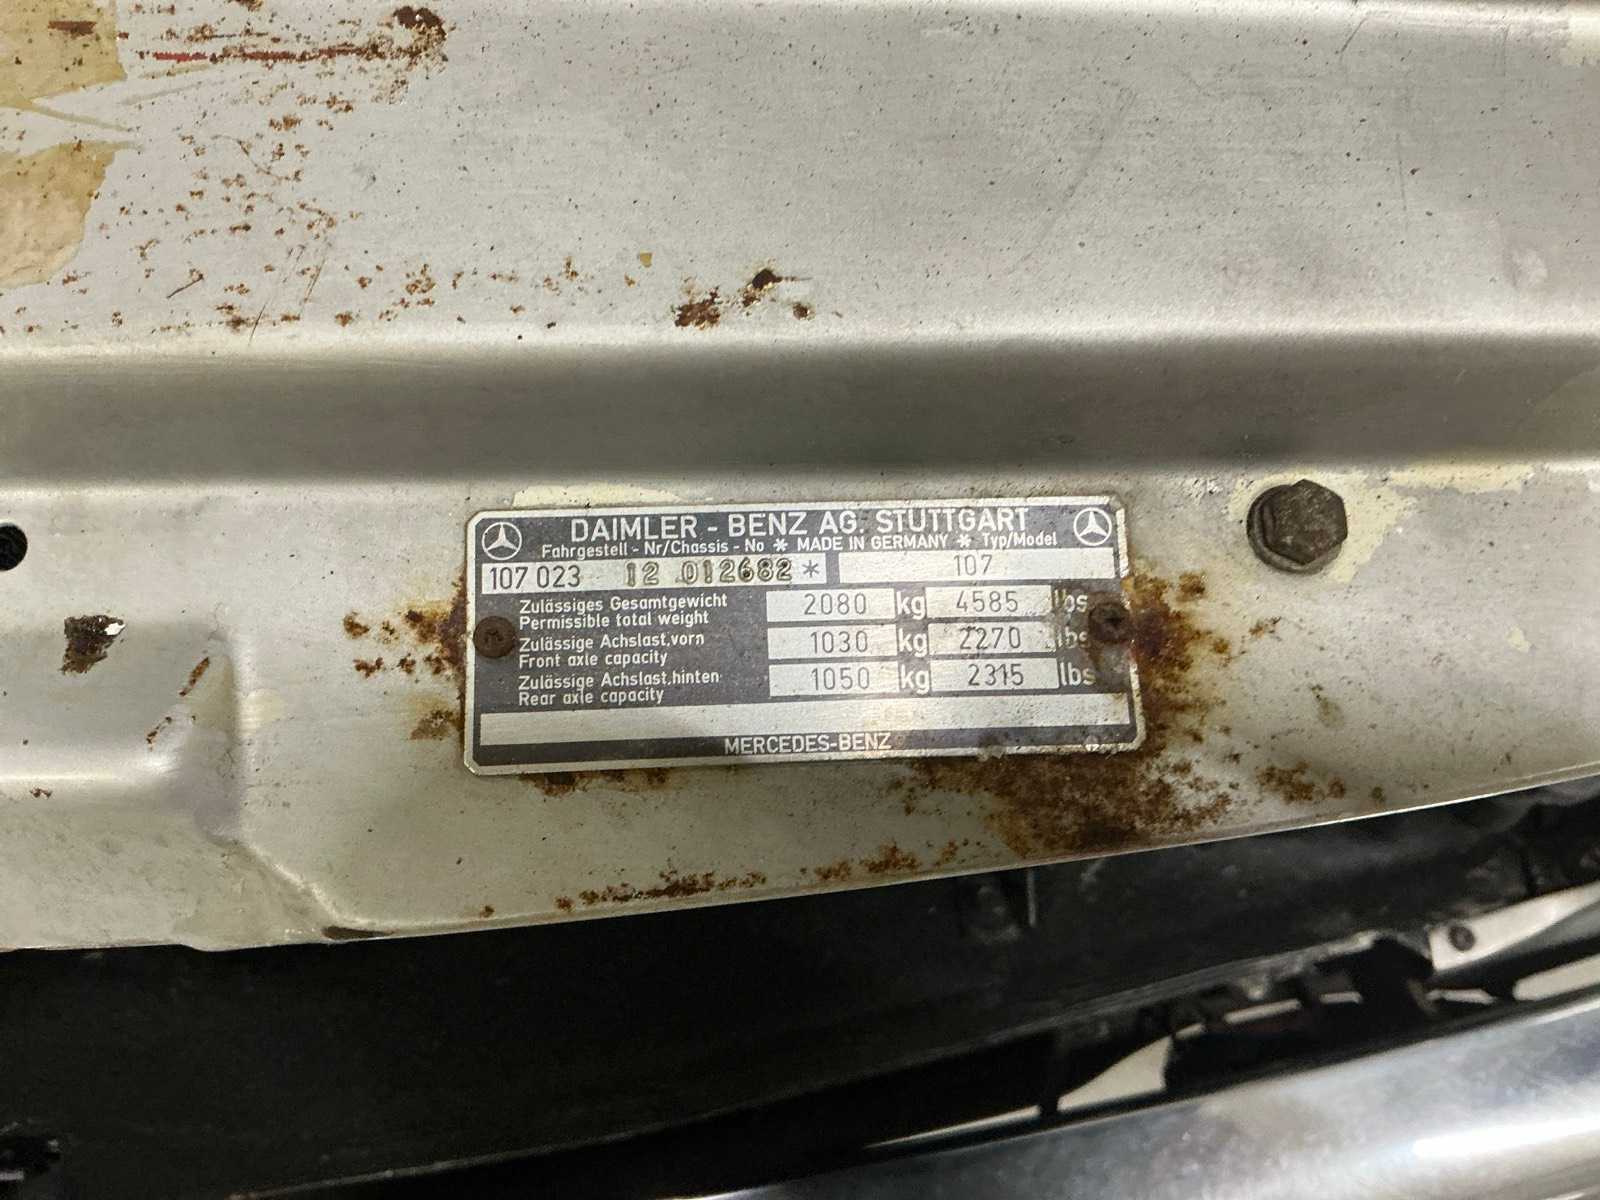 DAIMLER - BENZ AG. STUTTGART
Fahrgestell - Nr/Chassis - No * MADE IN GERMANY * Typ/Model
107 023 12 012682* 107
Zulässiges Gesamtgewicht
Permissible total weight
2080 kg 4585 lbs
Zulässige Achslast,vorn
Front axle capacity
1030 kg 2270 lbs
Zulässige Achslast,hinten
Rear axle capacity
1050 kg 2315 lbs
MERCEDES-BENZ